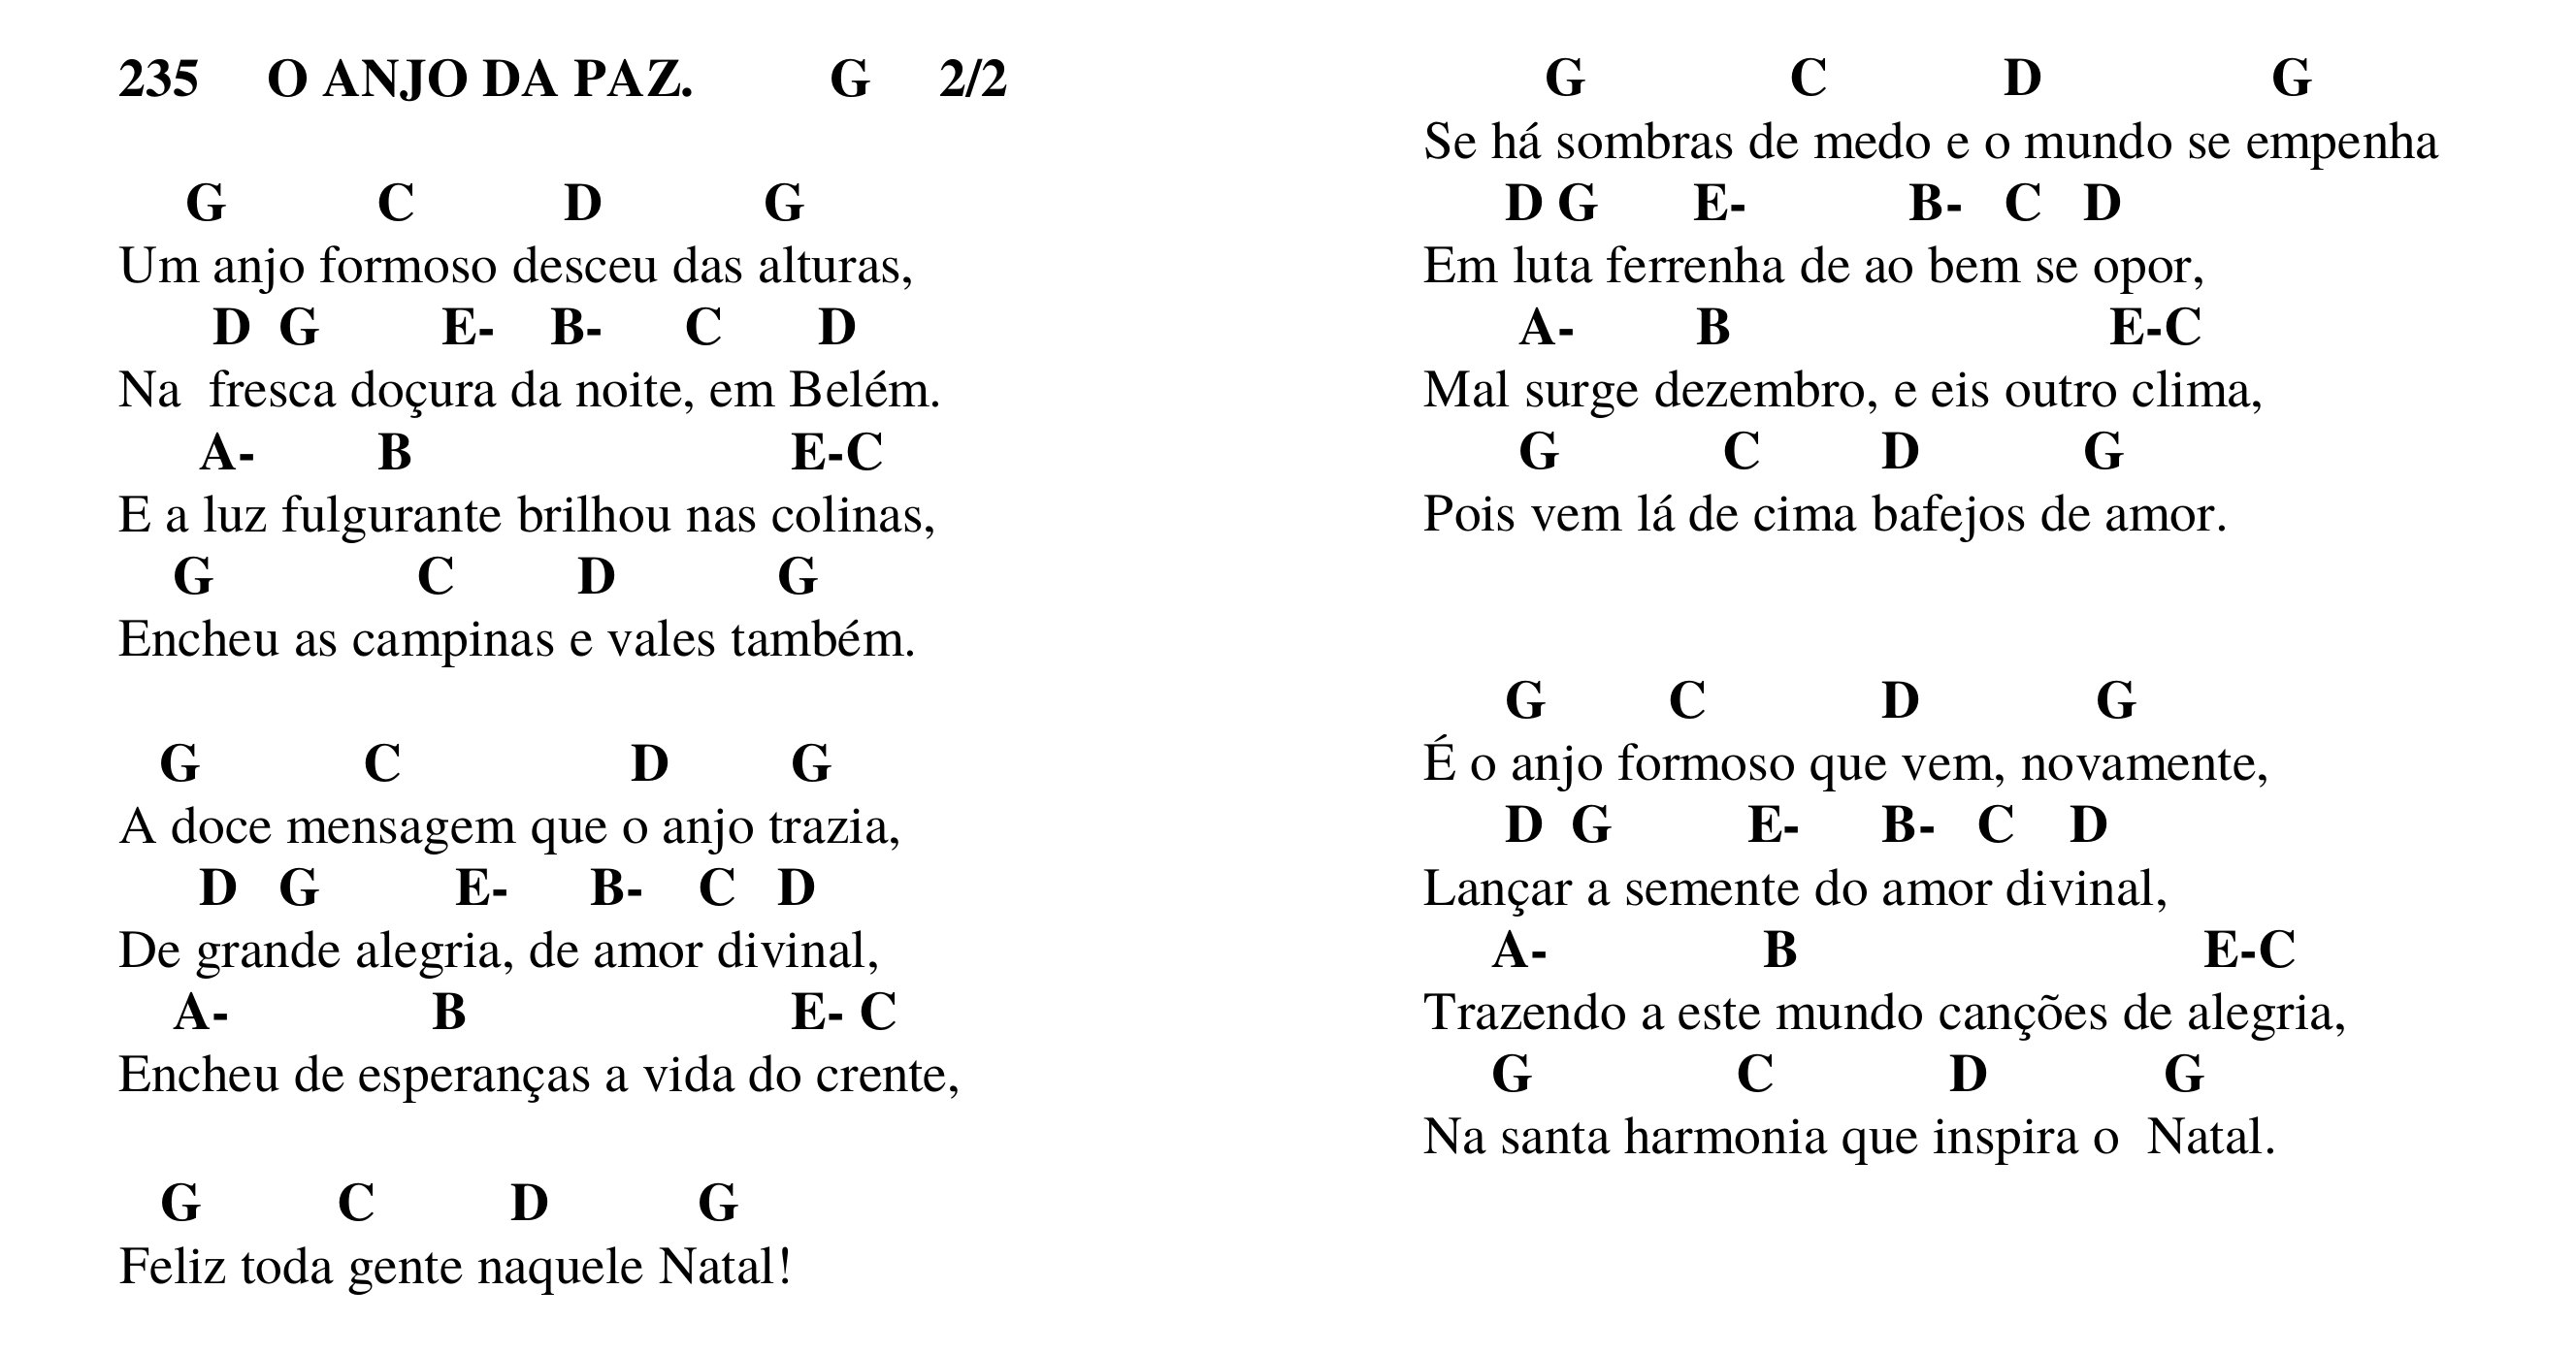 235 O ANJO DA PAZ. G 2/2
G C D G
Um anjo formoso desceu das alturas,
D G E- B- C D
Na fresca doçura da noite, em Belém.
A- B E-C
E a luz fulgurante brilhou nas colinas,
G C D G
Encheu as campinas e vales também.
G C D G
A doce mensagem que o anjo trazia,
D G E- B- C D
De grande alegria, de amor divinal,
A- B E- C
Encheu de esperanças a vida do crente,
G C D G
Feliz toda gente naquele Natal!
G C D G
Se há sombras de medo e o mundo se empenha
D G E- B- C D
Em luta ferrenha de ao bem se opor,
A- B E-C
Mal surge dezembro, e eis outro clima,
G C D G
Pois vem lá de cima bafejos de amor.
G C D G
É o anjo formoso que vem, novamente,
D G E- B- C D
Lançar a semente do amor divinal,
A- B E-C
Trazendo a este mundo canções de alegria,
G C D G
Na santa harmonia que inspira o Natal.